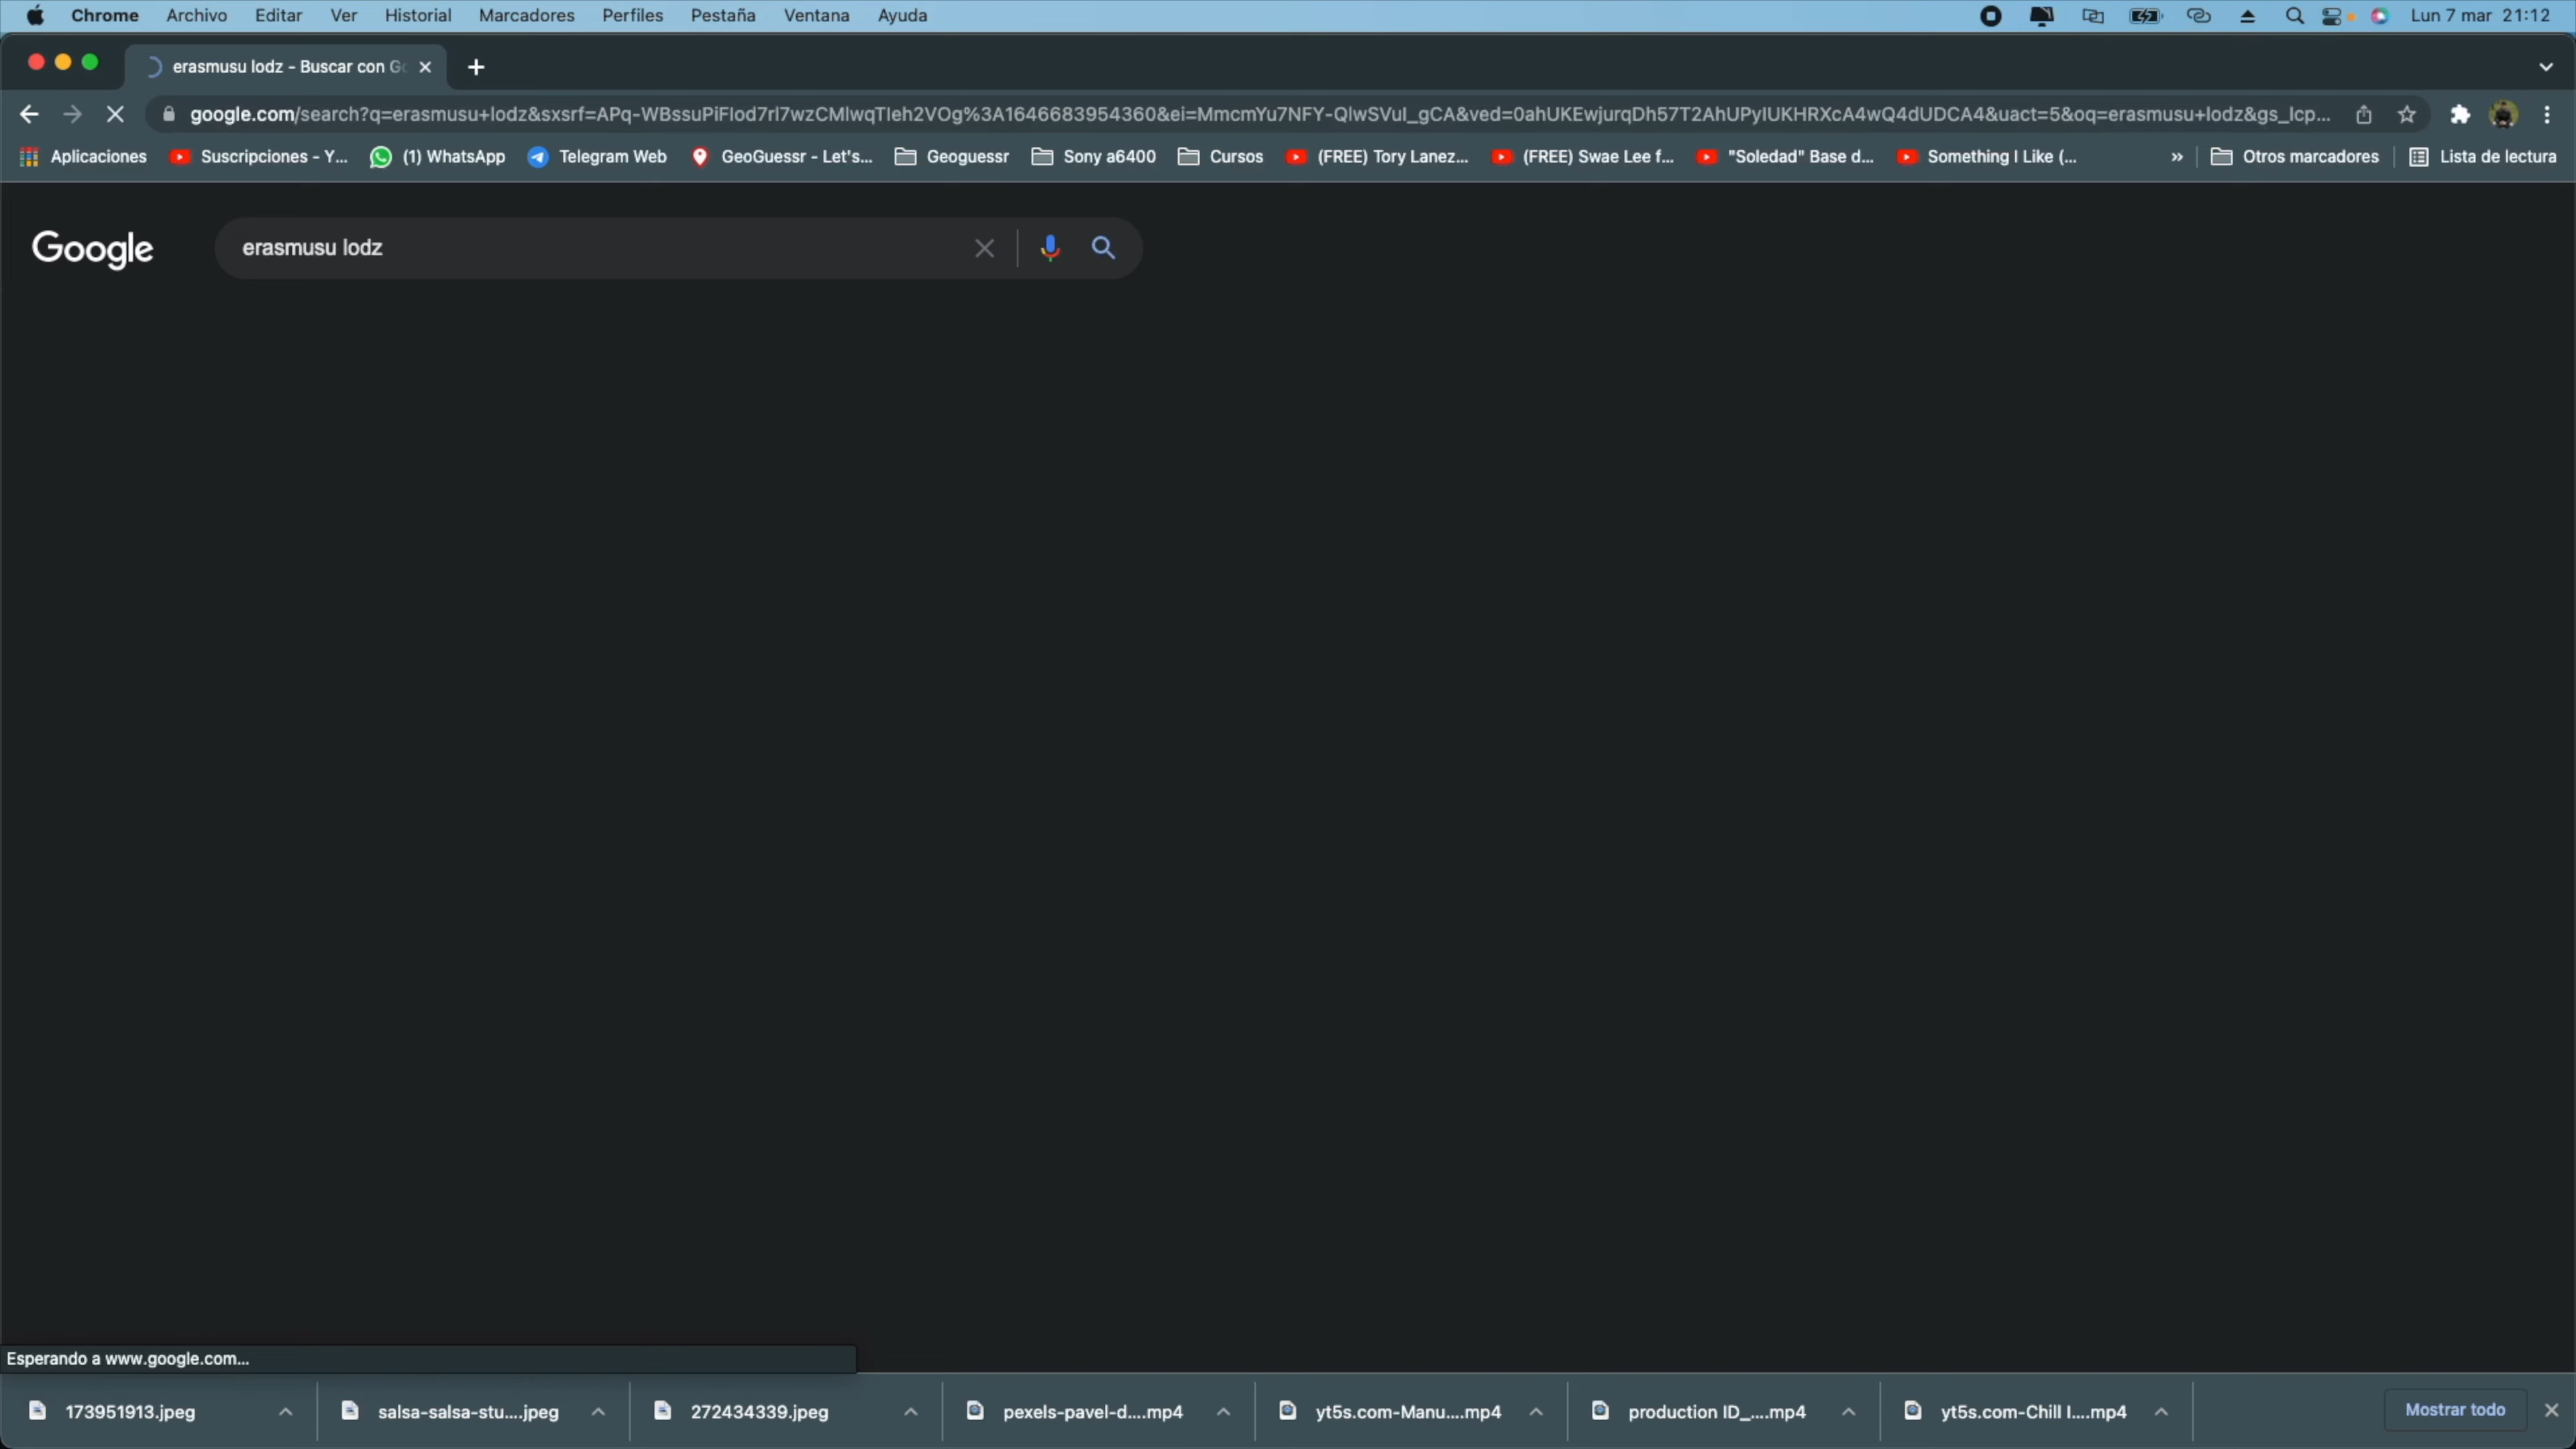 Chrome Archivo Editar Ver Historial Marcadores Perfiles Pestaña Ventana Ayuda Lun 7 mar 21:12
erasmusu lodz - Buscar con Go
google.com/search?q=erasmusu+lodz&sxsrf=APq-WBssuPiFIod7rl7wzCMlwqTleh2VOg%3A1646683954360&ei=MmcmYu7NFY-QlwSVul_gCA&ved=0ahUKEwjurqDh57T2AhUPyIUKHRXcA4wQ4dUDCA4&uact=5&oq=erasmusu+lodz&gs_lcp...
Aplicaciones Suscripciones - Y... (1) WhatsApp Telegram Web GeoGuessr - Let's... Geoguessr Sony a6400 Cursos (FREE) Tory Lanez... (FREE) Swae Lee f... "Soledad" Base d... Something I Like (... » Otros marcadores Lista de lectura
Google erasmusu lodz
Esperando a www.google.com...
173951913.jpeg salsa-salsa-stu....jpeg 272434339.jpeg pexels-pavel-d....mp4 yt5s.com-Manu....mp4 production ID_....mp4 yt5s.com-Chill I....mp4 Mostrar todo